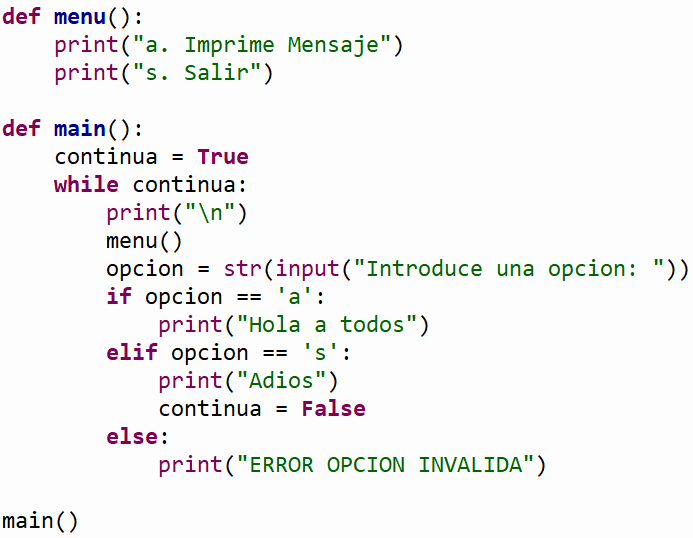 def menu():
    print("a. Imprime Mensaje")
    print("s. Salir")

def main():
    continua = True
    while continua:
        print("\n")
        menu()
        opcion = str(input("Introduce una opcion: "))
        if opcion == 'a':
            print("Hola a todos")
        elif opcion == 's':
            print("Adios")
            continua = False
        else:
            print("ERROR OPCION INVALIDA")

main()